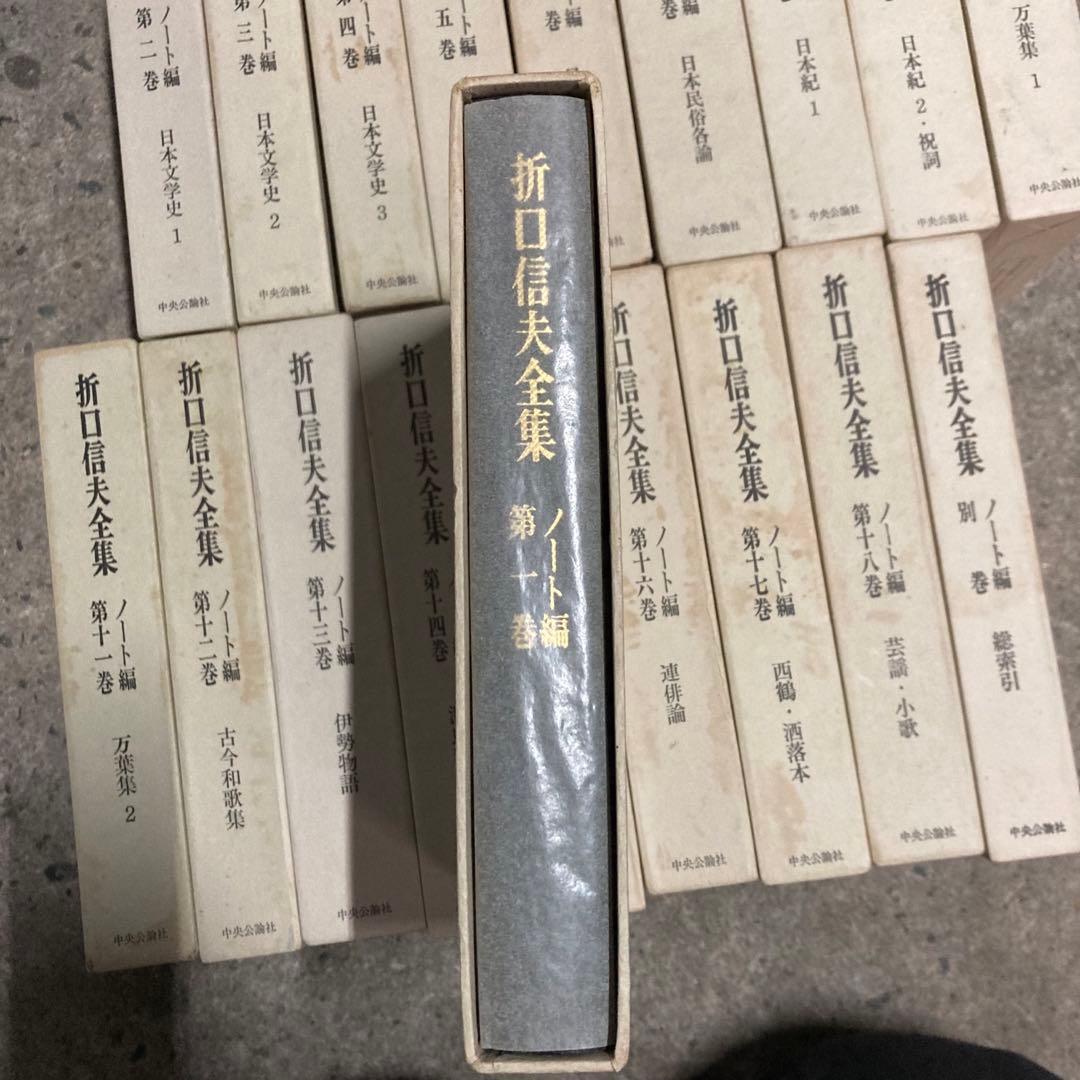 ノート編
第二巻
日本文学史 1
中央公論社
ノート編
第三巻
日本文学史 2
中央公論社
ノート編
第四巻
日本文学史 3
中央公論社
編
五巻
巻
編
巻
日本民俗各論
中央公論社
日本紀 1
中央公論社
日本紀 2・祝詞
中央公論社
万葉集 1
中央公論社
折口信夫全集
ノート編
第一巻
折口信夫全集
ノート編
第十一巻
万葉集 2
中央公論社
折口信夫全集
ノート編
第十二巻
古今和歌集
中央公論社
折口信夫全集
ノート編
第十三巻
伊勢物語
中央公論社
折口信夫全集
第十四巻
折口信夫全集
ノート編
第十六巻
連俳論
中央公論社
折口信夫全集
ノート編
第十七巻
西鶴・洒落本
中央公論社
折口信夫全集
ノート編
第十八巻
芸謡・小歌
中央公論社
折口信夫全集
ノート編
別巻
総索引
中央公論社